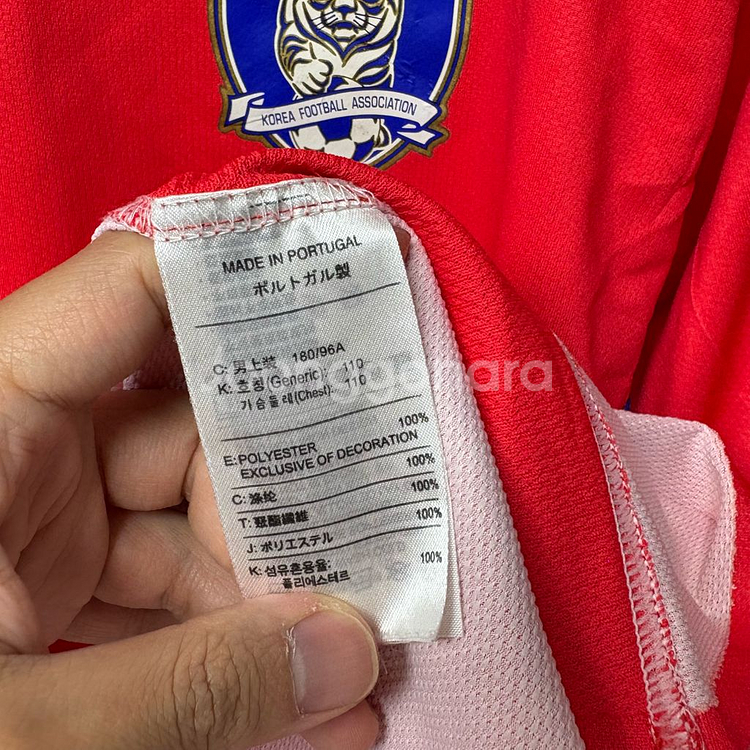 KOREA FOOTBALL ASSOCIATION
MADE IN PORTUGAL
ポルトガル製
C: 男上装 180/96A
K: 호칭(Generic): 110
가슴둘레(Chest): 110
100%
E: POLYESTER
EXCLUSIVE OF DECORATION
C: 涤纶 100%
T: 聚酯纖維 100%
J: ポリエステル 100%
K: 섬유혼용율: 100%
폴리에스테르